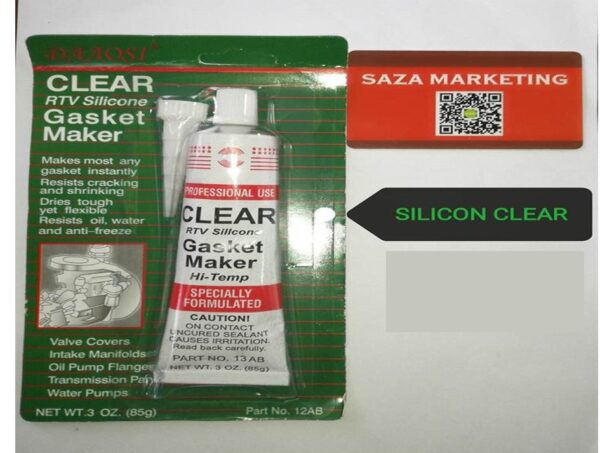 CLEAR
RTV Silicone
Gasket
Maker
Makes most any
gasket instantly
Resists cracking
and shrinking
Dries tough
yet flexible
Resists oil, water
and anti-freeze
Valve Covers
Intake Manifolds
Oil Pump Flanges
Transmission Pan
Water Pumps
NET WT.3 OZ. (85g)
Part No. 12AB
PROFESSIONAL USE
CLEAR
RTV Silicone
Gasket
Maker
Hi-Temp
SPECIALLY
FORMULATED
CAUTION!
ON CONTACT
UNCURED SEALANT
CAUSES IRRITATION.
Read back carefully.
PART NO. 13AB
NET WT. 3 OZ. (85g)
SAZA MARKETING
SILICON CLEAR